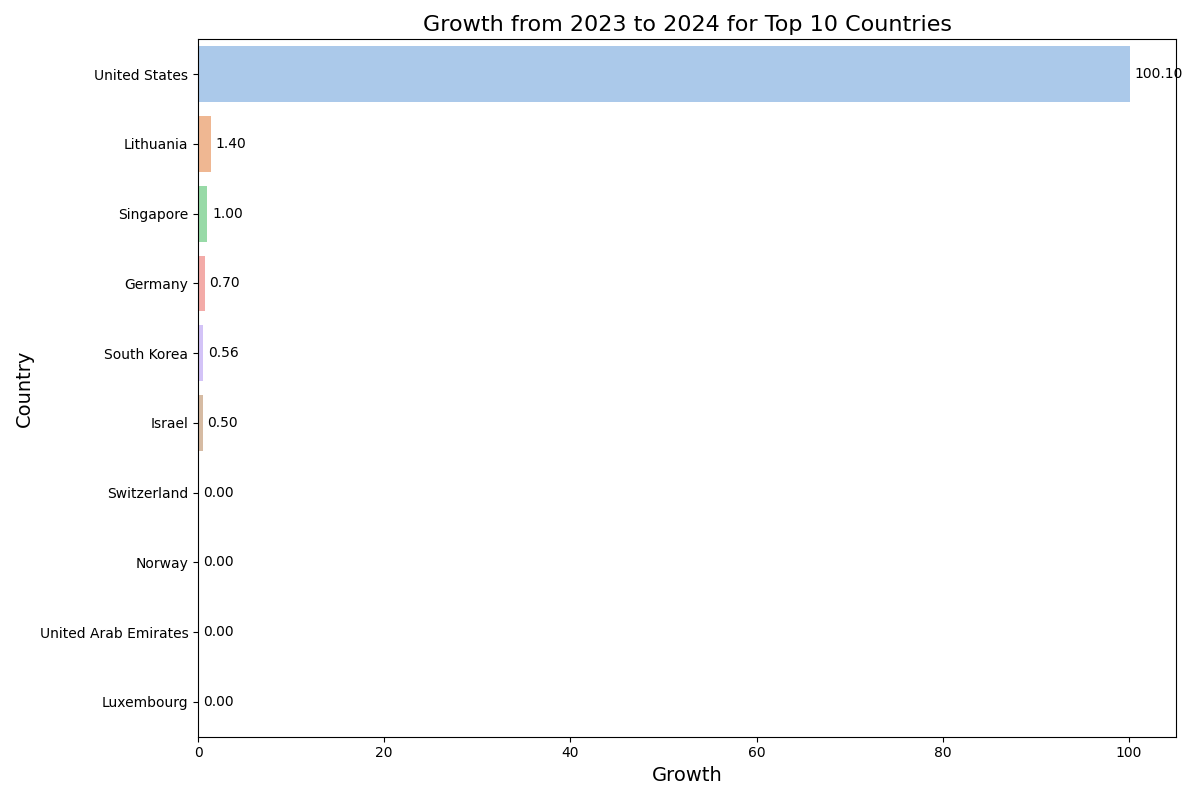 Growth from 2023 to 2024 for Top 10 Countries
United States 100.10
Lithuania 1.40
Singapore 1.00
Germany 0.70
South Korea 0.56
Israel 0.50
Switzerland 0.00
Norway 0.00
United Arab Emirates 0.00
Luxembourg 0.00
Country
0 20 40 60 80 100
Growth